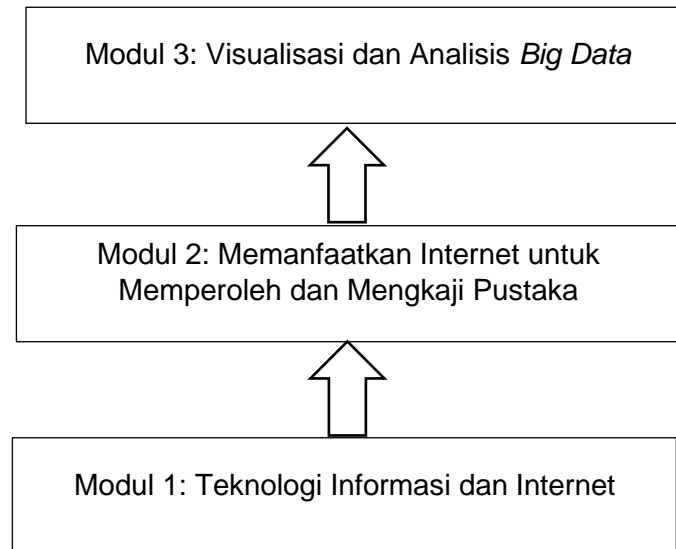 Modul 3: Visualisasi dan Analisis Big Data
Modul 2: Memanfaatkan Internet untuk
Memperoleh dan Mengkaji Pustaka
Modul 1: Teknologi Informasi dan Internet